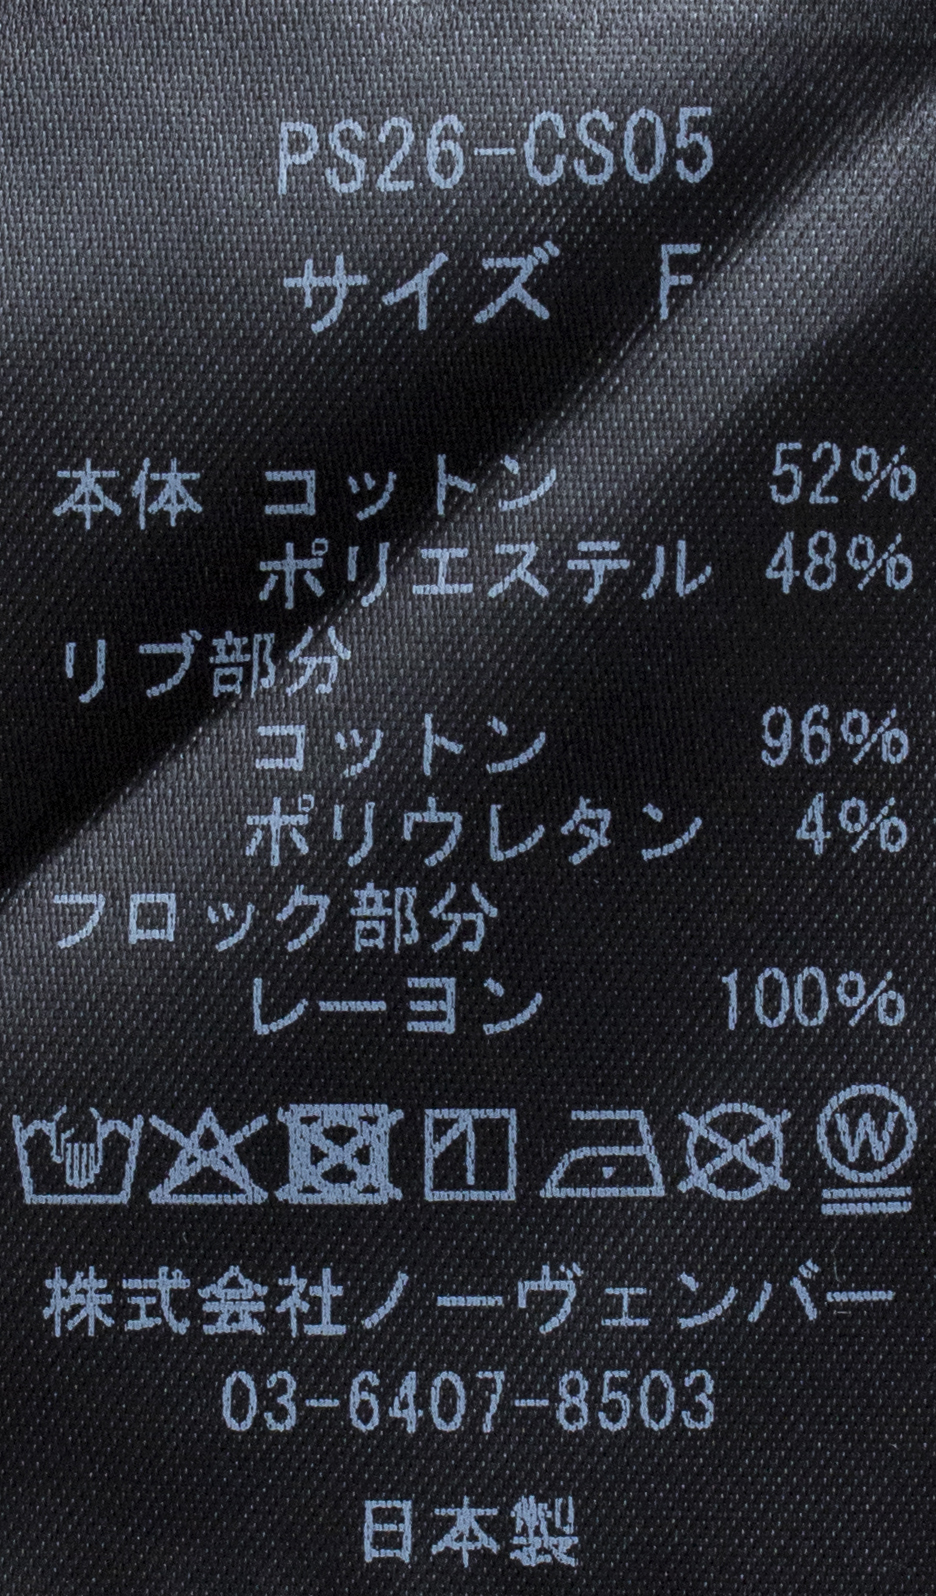 PS26-CS05
サイズ F
本体 コットン 52%
ポリエステル 48%
リブ部分
コットン 96%
ポリウレタン 4%
フロック部分
レーヨン 100%
W
株式会社ノーヴェンバー
03-6407-8503
日本製